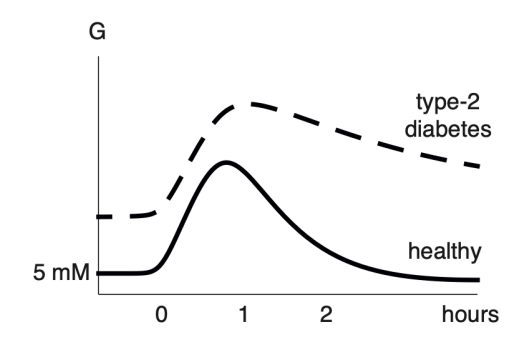 G
type-2
diabetes
healthy
5 mM
0 1 2 hours